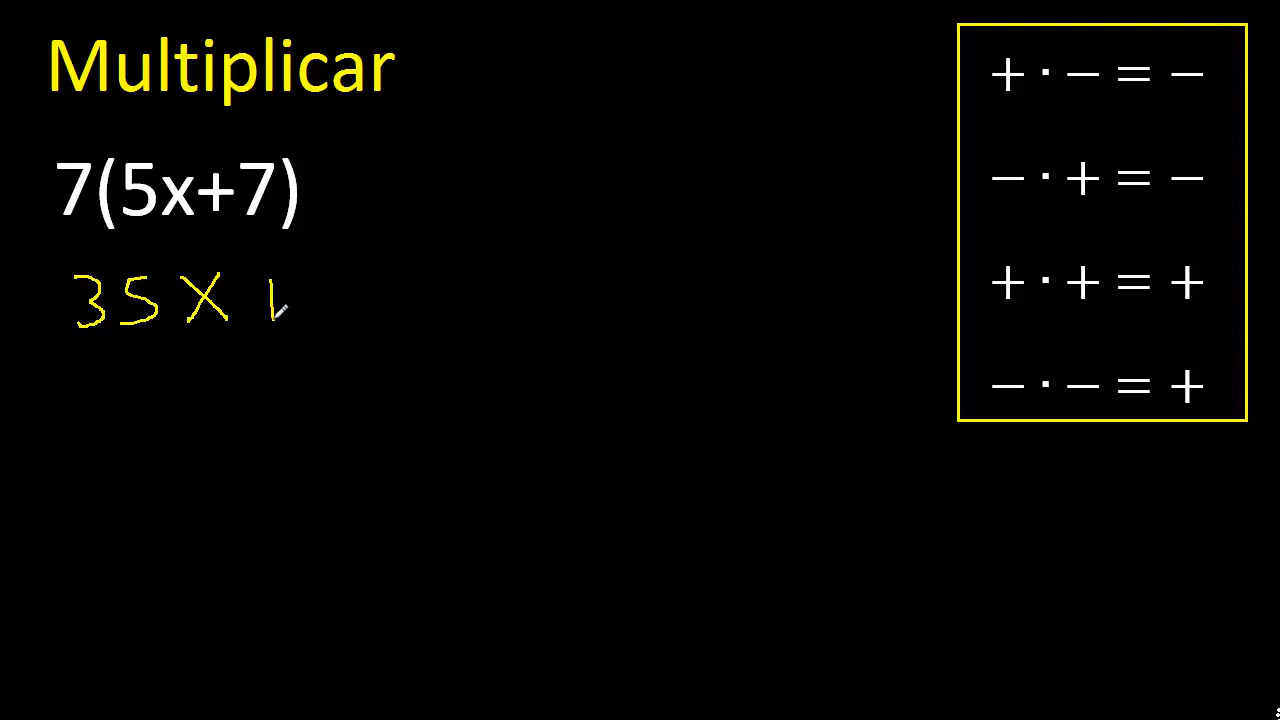 Multiplicar
7(5x+7)
35X
+ · − = −
− · + = −
+ · + = +
− · − = +